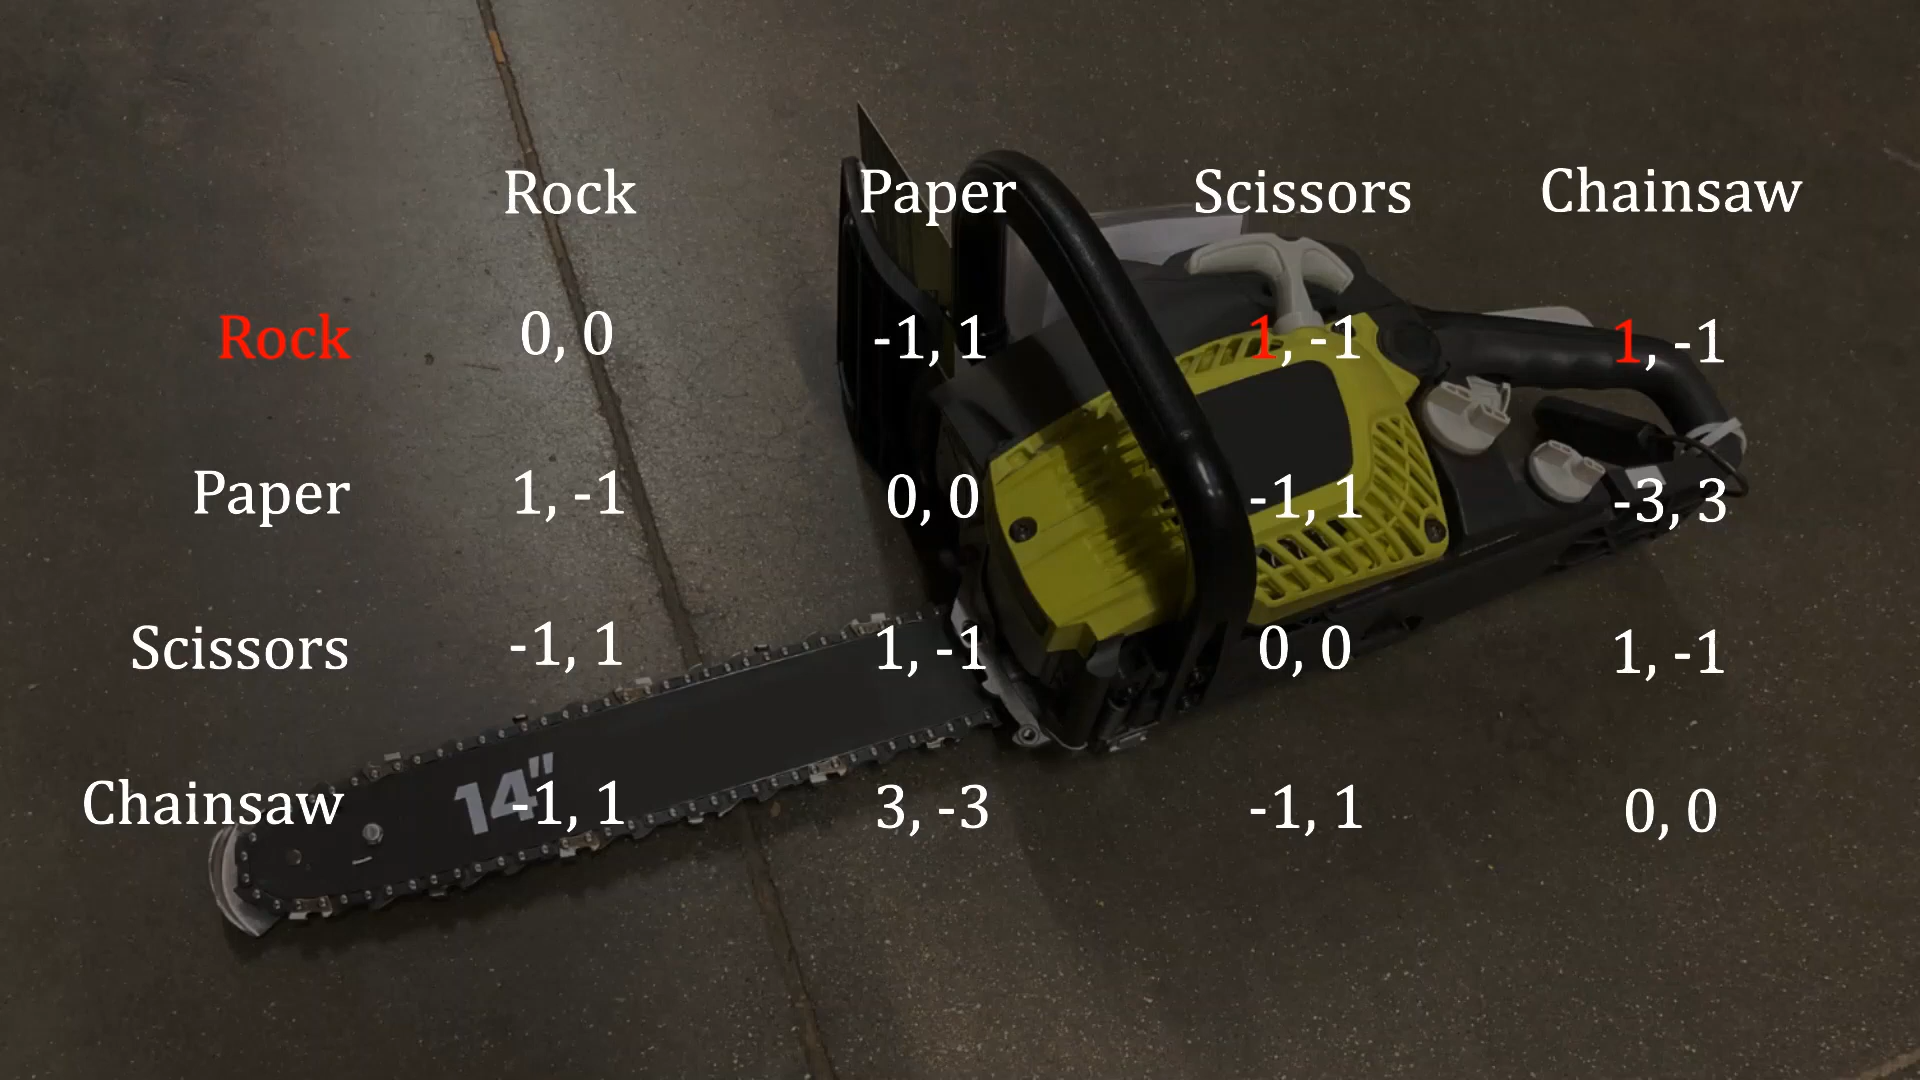 Rock Paper Scissors Chainsaw
Rock 0, 0 -1, 1 1, -1 1, -1
Paper 1, -1 0, 0 -1, 1 -3, 3
Scissors -1, 1 1, -1 0, 0 1, -1
Chainsaw -1, 1 3, -3 -1, 1 0, 0
14"